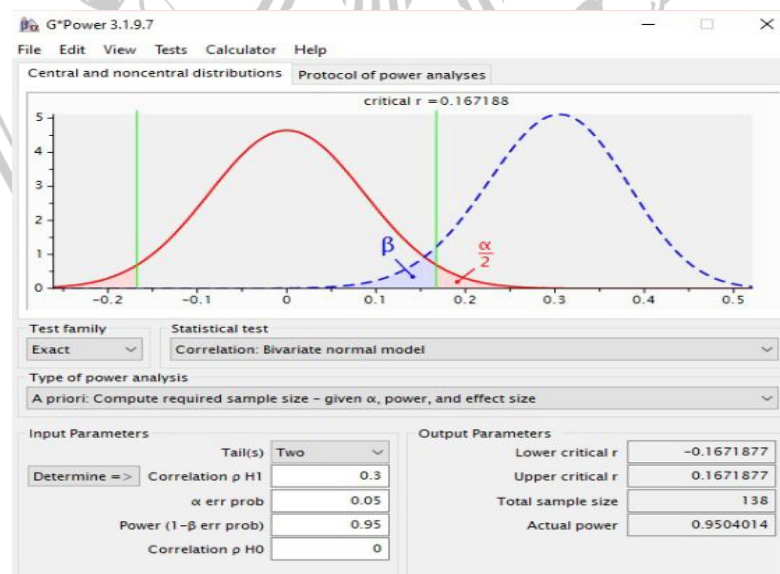 G*Power 3.1.9.7
File Edit View Tests Calculator Help
Central and noncentral distributions Protocol of power analyses
critical r = 0.167188
5
4
3
2
1
0
β
α
2
-0.2 -0.1 0 0.1 0.2 0.3 0.4 0.5
Test family Statistical test
Exact Correlation: Bivariate normal model
Type of power analysis
A priori: Compute required sample size – given α, power, and effect size
Input Parameters Output Parameters
Tail(s) Two Lower critical r -0.1671877
Determine => Correlation ρ H1 0.3 Upper critical r 0.1671877
α err prob 0.05 Total sample size 138
Power (1-β err prob) 0.95 Actual power 0.9504014
Correlation ρ H0 0